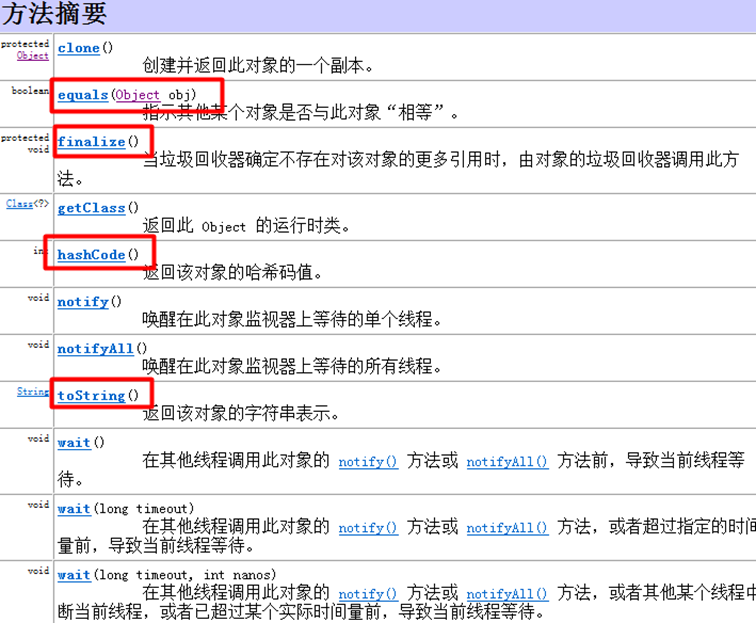 方法摘要
protected Object clone()
创建并返回此对象的一个副本。
boolean equals(Object obj)
指示其他某个对象是否与此对象“相等”。
protected void finalize()
当垃圾回收器确定不存在对该对象的更多引用时，由对象的垃圾回收器调用此方
法。
Class<?> getClass()
返回此 Object 的运行时类。
int hashCode()
返回该对象的哈希码值。
void notify()
唤醒在此对象监视器上等待的单个线程。
void notifyAll()
唤醒在此对象监视器上等待的所有线程。
String toString()
返回该对象的字符串表示。
void wait()
在其他线程调用此对象的 notify() 方法或 notifyAll() 方法前，导致当前线程等
待。
void wait(long timeout)
在其他线程调用此对象的 notify() 方法或 notifyAll() 方法，或者超过指定的时间
量前，导致当前线程等待。
void wait(long timeout, int nanos)
在其他线程调用此对象的 notify() 方法或 notifyAll() 方法，或者其他某个线程中
断当前线程，或者已超过某个实际时间量前，导致当前线程等待。